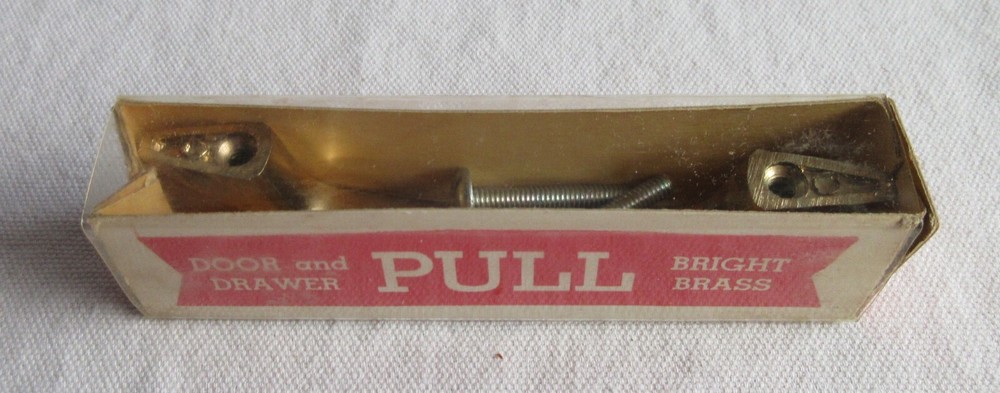 DOOR and
DRAWER
PULL
BRIGHT
BRASS